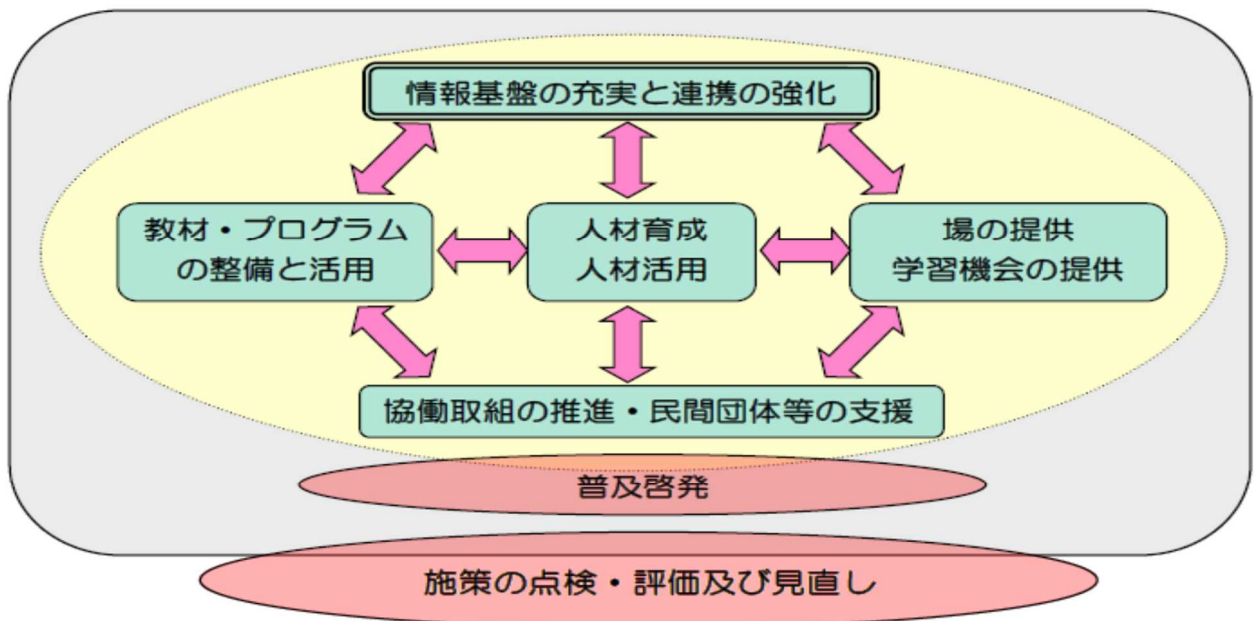 情報基盤の充実と連携の強化
教材・プログラム
の整備と活用
人材育成
人材活用
場の提供
学習機会の提供
協働取組の推進・民間団体等の支援
普及啓発
施策の点検・評価及び見直し